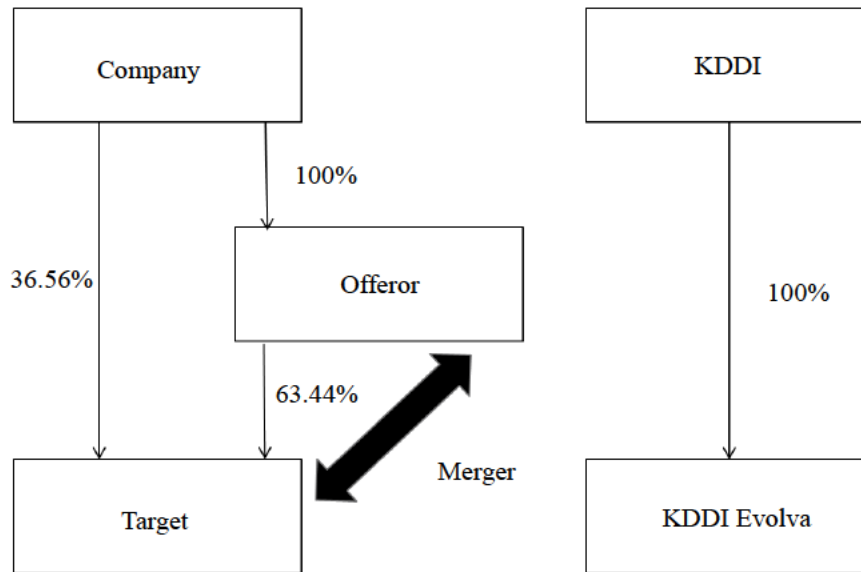 Company
KDDI
100%
Offeror
36.56%
100%
63.44%
Merger
Target
KDDI Evolva